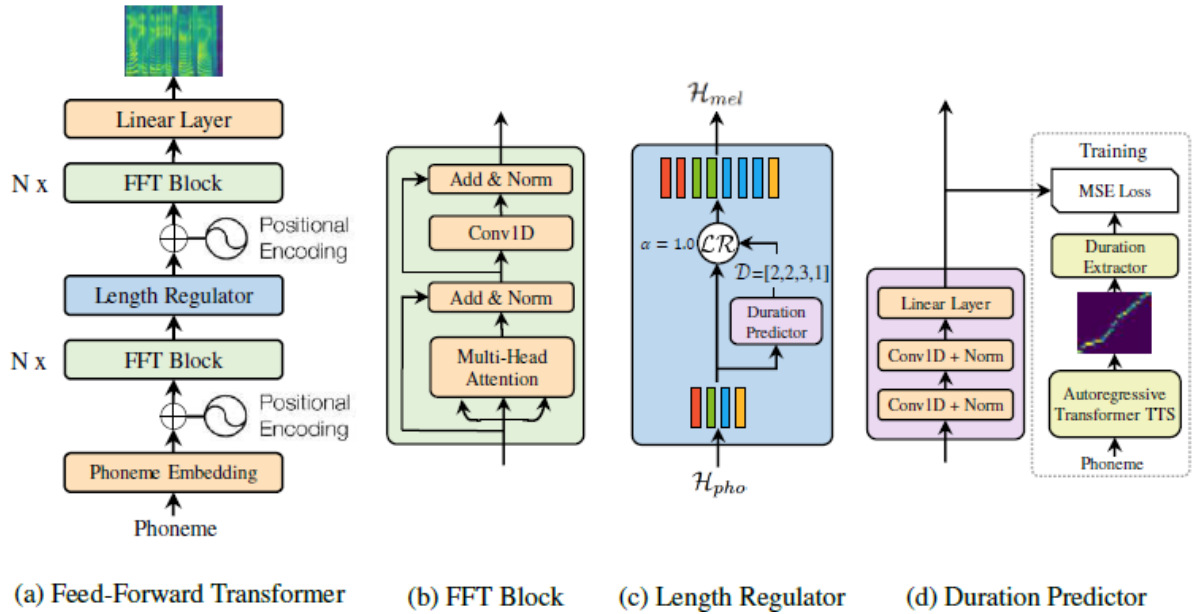 Linear Layer
N x
FFT Block
Positional
Encoding
Length Regulator
N x
FFT Block
Positional
Encoding
Phoneme Embedding
Phoneme
(a) Feed-Forward Transformer
Add & Norm
Conv1D
Add & Norm
Multi-Head
Attention
(b) FFT Block
ℋ_mel
α = 1.0
ℒℛ
𝒟=[2,2,3,1]
Duration
Predictor
ℋ_pho
(c) Length Regulator
Linear Layer
Conv1D + Norm
Conv1D + Norm
Training
MSE Loss
Duration
Extractor
Autoregressive
Transformer TTS
Phoneme
(d) Duration Predictor